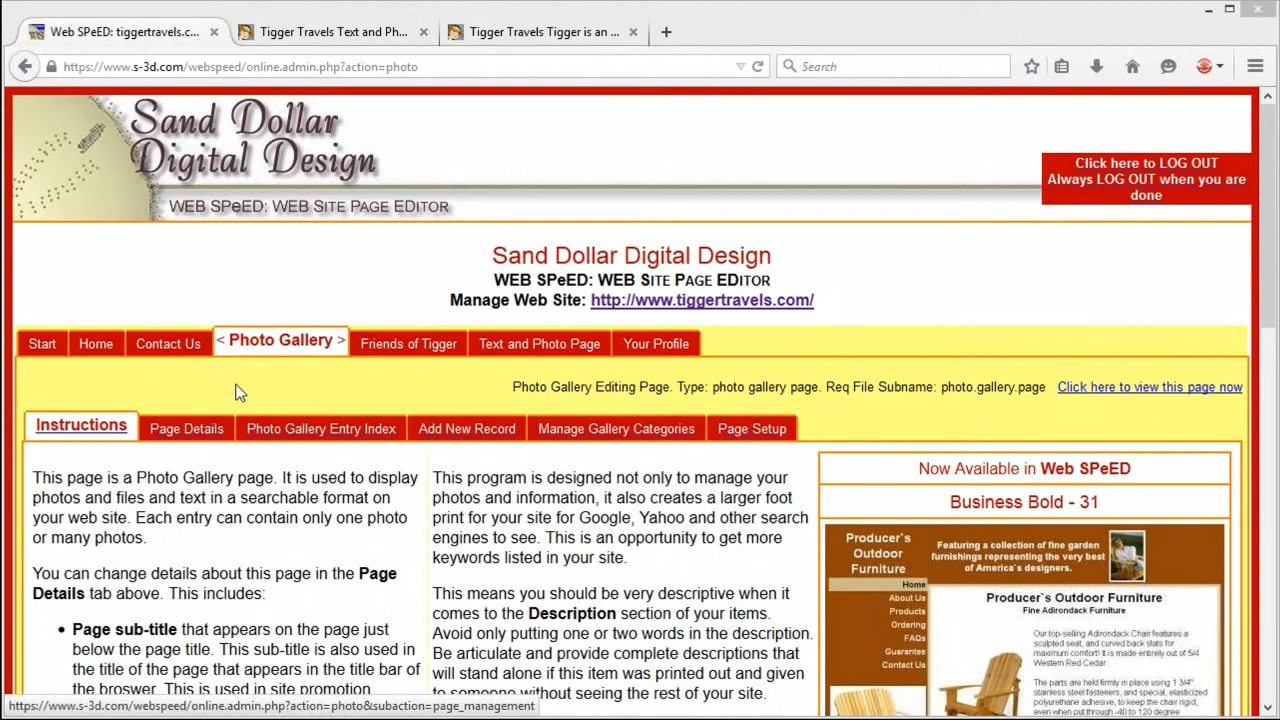 Web SPeED: tiggertravels.c...
Tigger Travels Text and Ph...
Tigger Travels Tigger is an ...
https://www.s-3d.com/webspeed/online.admin.php?action=photo
Search
Sand Dollar
Digital Design
WEB SPeED: WEB SITE PAGE EDITOR
Click here to LOG OUT
Always LOG OUT when you are
done
Sand Dollar Digital Design
WEB SPeED: WEB SITE PAGE EDITOR
Manage Web Site: http://www.tiggertravels.com/
Start
Home
Contact Us
< Photo Gallery >
Friends of Tigger
Text and Photo Page
Your Profile
Photo Gallery Editing Page. Type: photo gallery page. Req File Subname: photo.gallery.page
Click here to view this page now
Instructions
Page Details
Photo Gallery Entry Index
Add New Record
Manage Gallery Categories
Page Setup
This page is a Photo Gallery page. It is used to display
photos and files and text in a searchable format on
your web site. Each entry can contain only one photo
or many photos.
You can change details about this page in the Page
Details tab above. This includes:
• Page sub-title that appears on the page just
below the page title. This sub-title is also used in
the title of the page that appears in the title bar of
the broswer. This is used in site promotion
This program is designed not only to manage your
photos and information, it also creates a larger foot
print for your site for Google, Yahoo and other search
engines to see. This is an opportunity to get more
keywords listed in your site.
This means you should be very descriptive when it
comes to the Description section of your items.
Avoid only putting one or two words in the description.
Be articulate and provide complete descriptions that
will stand alone if this item was printed out and given
to someone without seeing the rest of your site.
Now Available in Web SPeED
Business Bold - 31
Producer`s
Outdoor
Furniture
Featuring a collection of fine garden
furnishings representing the very best
of America`s designers.
Home
About Us
Products
Ordering
FAQs
Guarantee
Contact Us
Producer`s Outdoor Furniture
Fine Adirondack Furniture
Our top-selling Adirondack Chair features a
sculpted seat, and curved back slats for
maximum comfort! It is made entirely out of 5/4
Western Red Cedar.
The parts are held firmly in place using 1 3/4"
stainless steel fasteners, and special, elasticized
polyurethane adhesive, to keep the chair rigid,
even when put through -40 to 120 degree
https://www.s-3d.com/webspeed/online.admin.php?action=photo&subaction=page_management